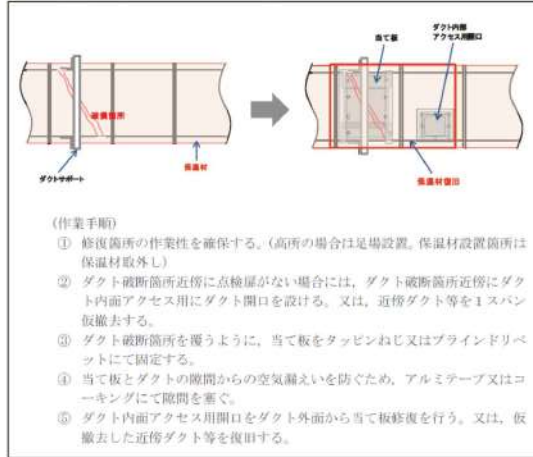 当て板
ダクト内部
アクセス用開口
破損箇所
ダクトサポート
保温材
保温材復旧
(作業手順)
① 修復箇所の作業性を確保する。(高所の場合は足場設置。保温材設置箇所は
保温材取外し)
② ダクト破断箇所近傍に点検扉がない場合には，ダクト破断箇所近傍にダク
ト内面アクセス用にダクト開口を設ける。又は，近傍ダクト等を1スパン
仮撤去する。
③ ダクト破断箇所を覆うように，当て板をタッピンねじ又はブラインドリベ
ットにて固定する。
④ 当て板とダクトの隙間からの空気漏えいを防ぐため，アルミテープ又はコ
ーキングにて隙間を塞ぐ。
⑤ ダクト内面アクセス用開口をダクト外面から当て板修復を行う。又は，仮
撤去した近傍ダクト等を復旧する。